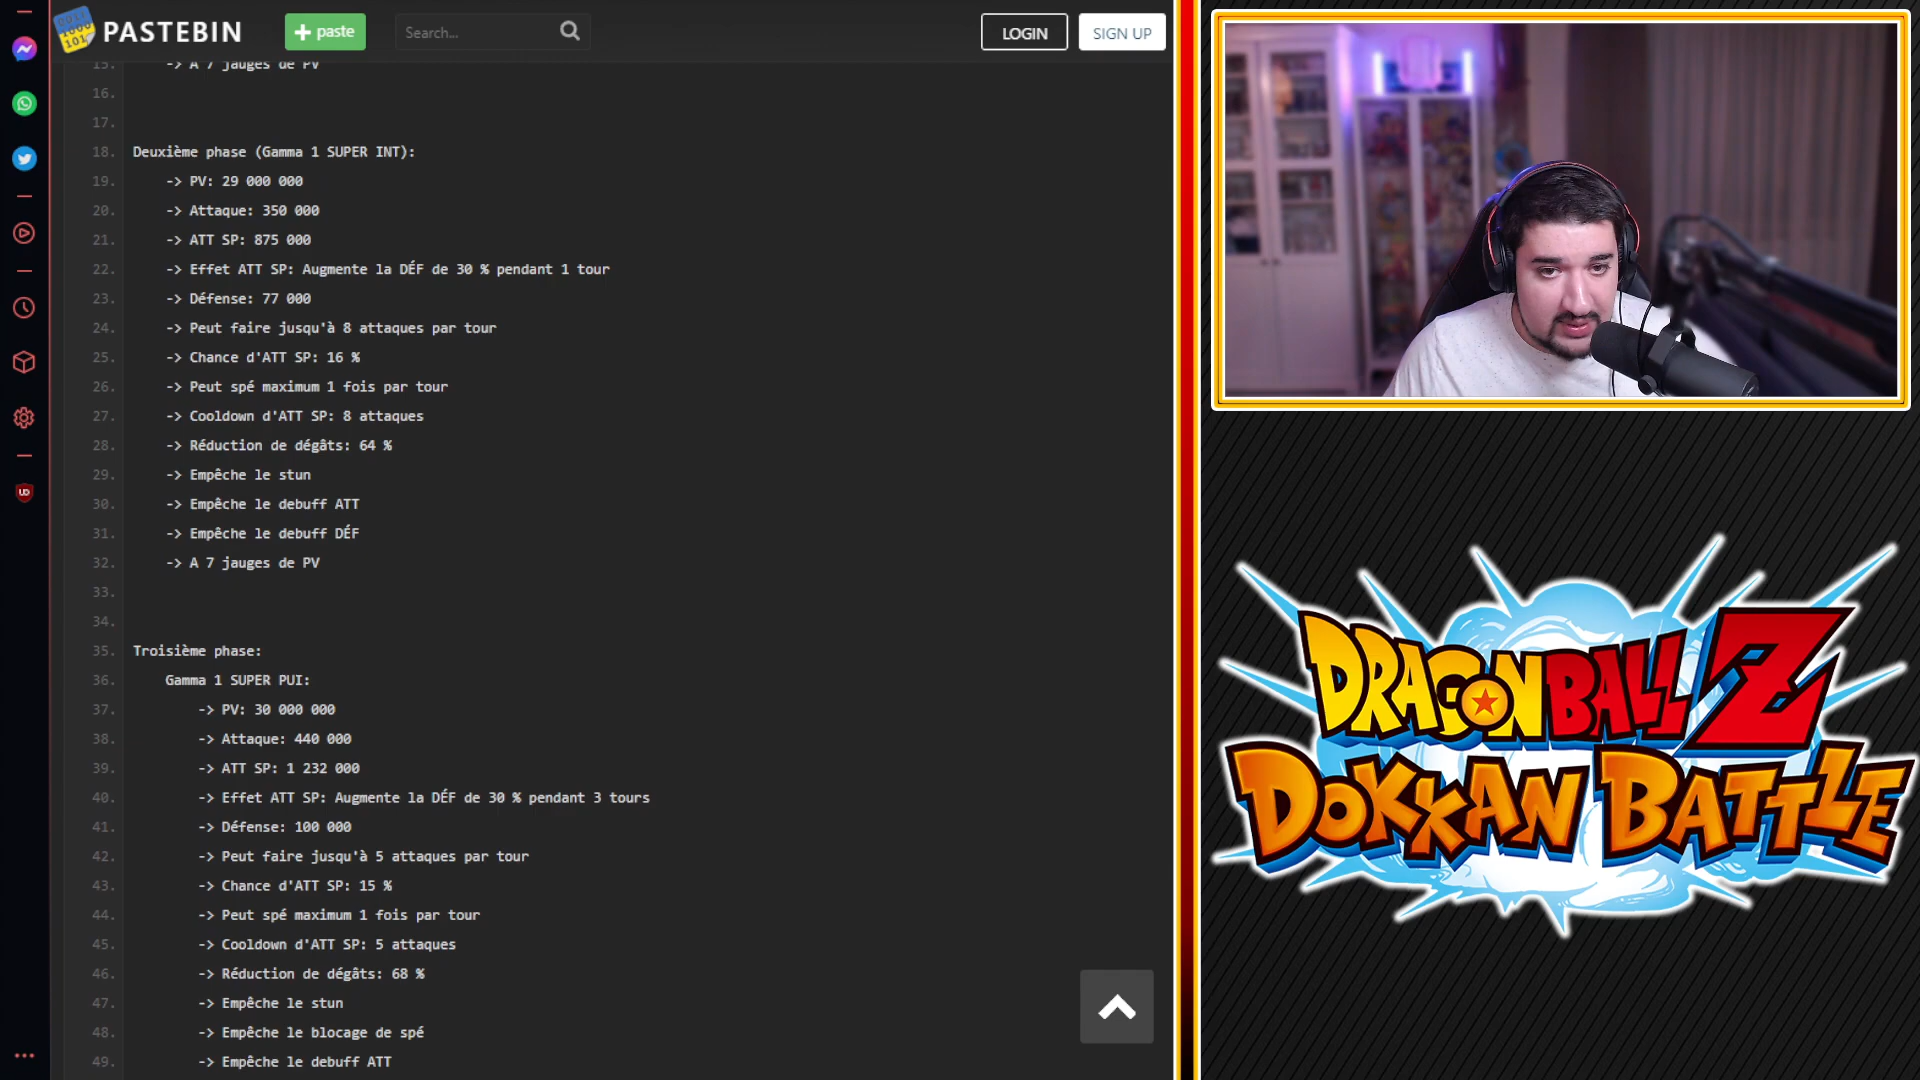 PASTEBIN
+ paste
Search...
LOGIN
SIGN UP
15. -> A 7 jauges de PV
16.
17.
18. Deuxième phase (Gamma 1 SUPER INT):
19. -> PV: 29 000 000
20. -> Attaque: 350 000
21. -> ATT SP: 875 000
22. -> Effet ATT SP: Augmente la DÉF de 30 % pendant 1 tour
23. -> Défense: 77 000
24. -> Peut faire jusqu'à 8 attaques par tour
25. -> Chance d'ATT SP: 16 %
26. -> Peut spé maximum 1 fois par tour
27. -> Cooldown d'ATT SP: 8 attaques
28. -> Réduction de dégâts: 64 %
29. -> Empêche le stun
30. -> Empêche le debuff ATT
31. -> Empêche le debuff DÉF
32. -> A 7 jauges de PV
33.
34.
35. Troisième phase:
36. Gamma 1 SUPER PUI:
37. -> PV: 30 000 000
38. -> Attaque: 440 000
39. -> ATT SP: 1 232 000
40. -> Effet ATT SP: Augmente la DÉF de 30 % pendant 3 tours
41. -> Défense: 100 000
42. -> Peut faire jusqu'à 5 attaques par tour
43. -> Chance d'ATT SP: 15 %
44. -> Peut spé maximum 1 fois par tour
45. -> Cooldown d'ATT SP: 5 attaques
46. -> Réduction de dégâts: 68 %
47. -> Empêche le stun
48. -> Empêche le blocage de spé
49. -> Empêche le debuff ATT
DRAGON BALL Z
DOKKAN BATTLE